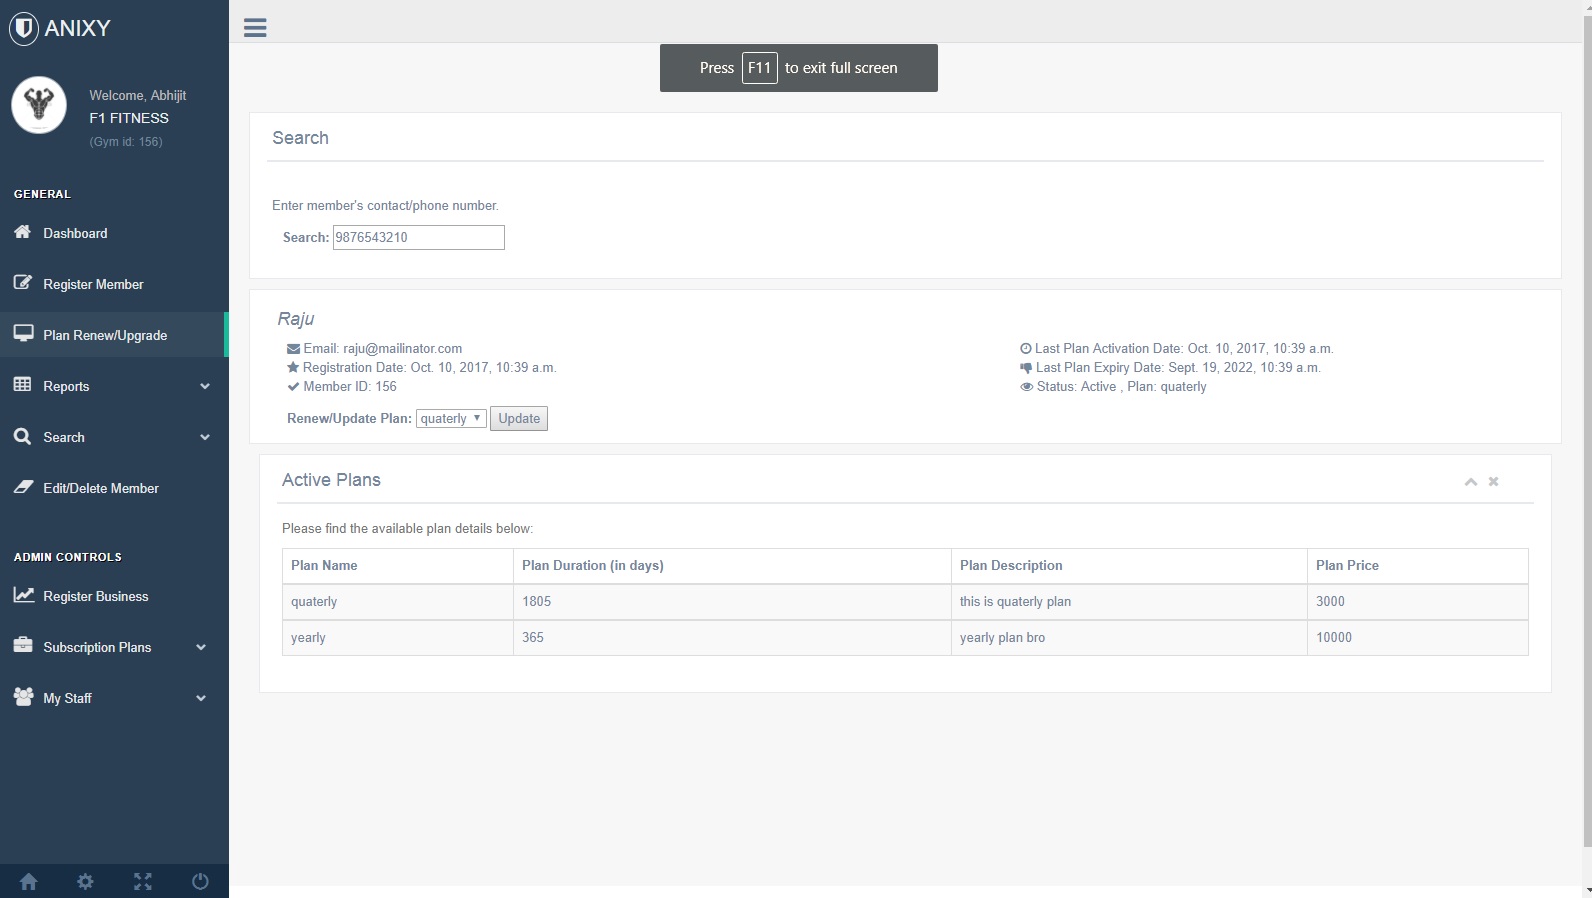 ANIXY
Welcome, Abhijit
F1 FITNESS
(Gym id: 156)
GENERAL
Dashboard
Register Member
Plan Renew/Upgrade
Reports
Search
Edit/Delete Member
ADMIN CONTROLS
Register Business
Subscription Plans
My Staff
Press F11 to exit full screen
Search
Enter member's contact/phone number.
Search: 9876543210
Raju
Email: raju@mailinator.com
Registration Date: Oct. 10, 2017, 10:39 a.m.
Member ID: 156
Last Plan Activation Date: Oct. 10, 2017, 10:39 a.m.
Last Plan Expiry Date: Sept. 19, 2022, 10:39 a.m.
Status: Active , Plan: quaterly
Renew/Update Plan: quaterly Update
Active Plans
Please find the available plan details below:
Plan Name Plan Duration (in days) Plan Description Plan Price
quaterly 1805 this is quaterly plan 3000
yearly 365 yearly plan bro 10000